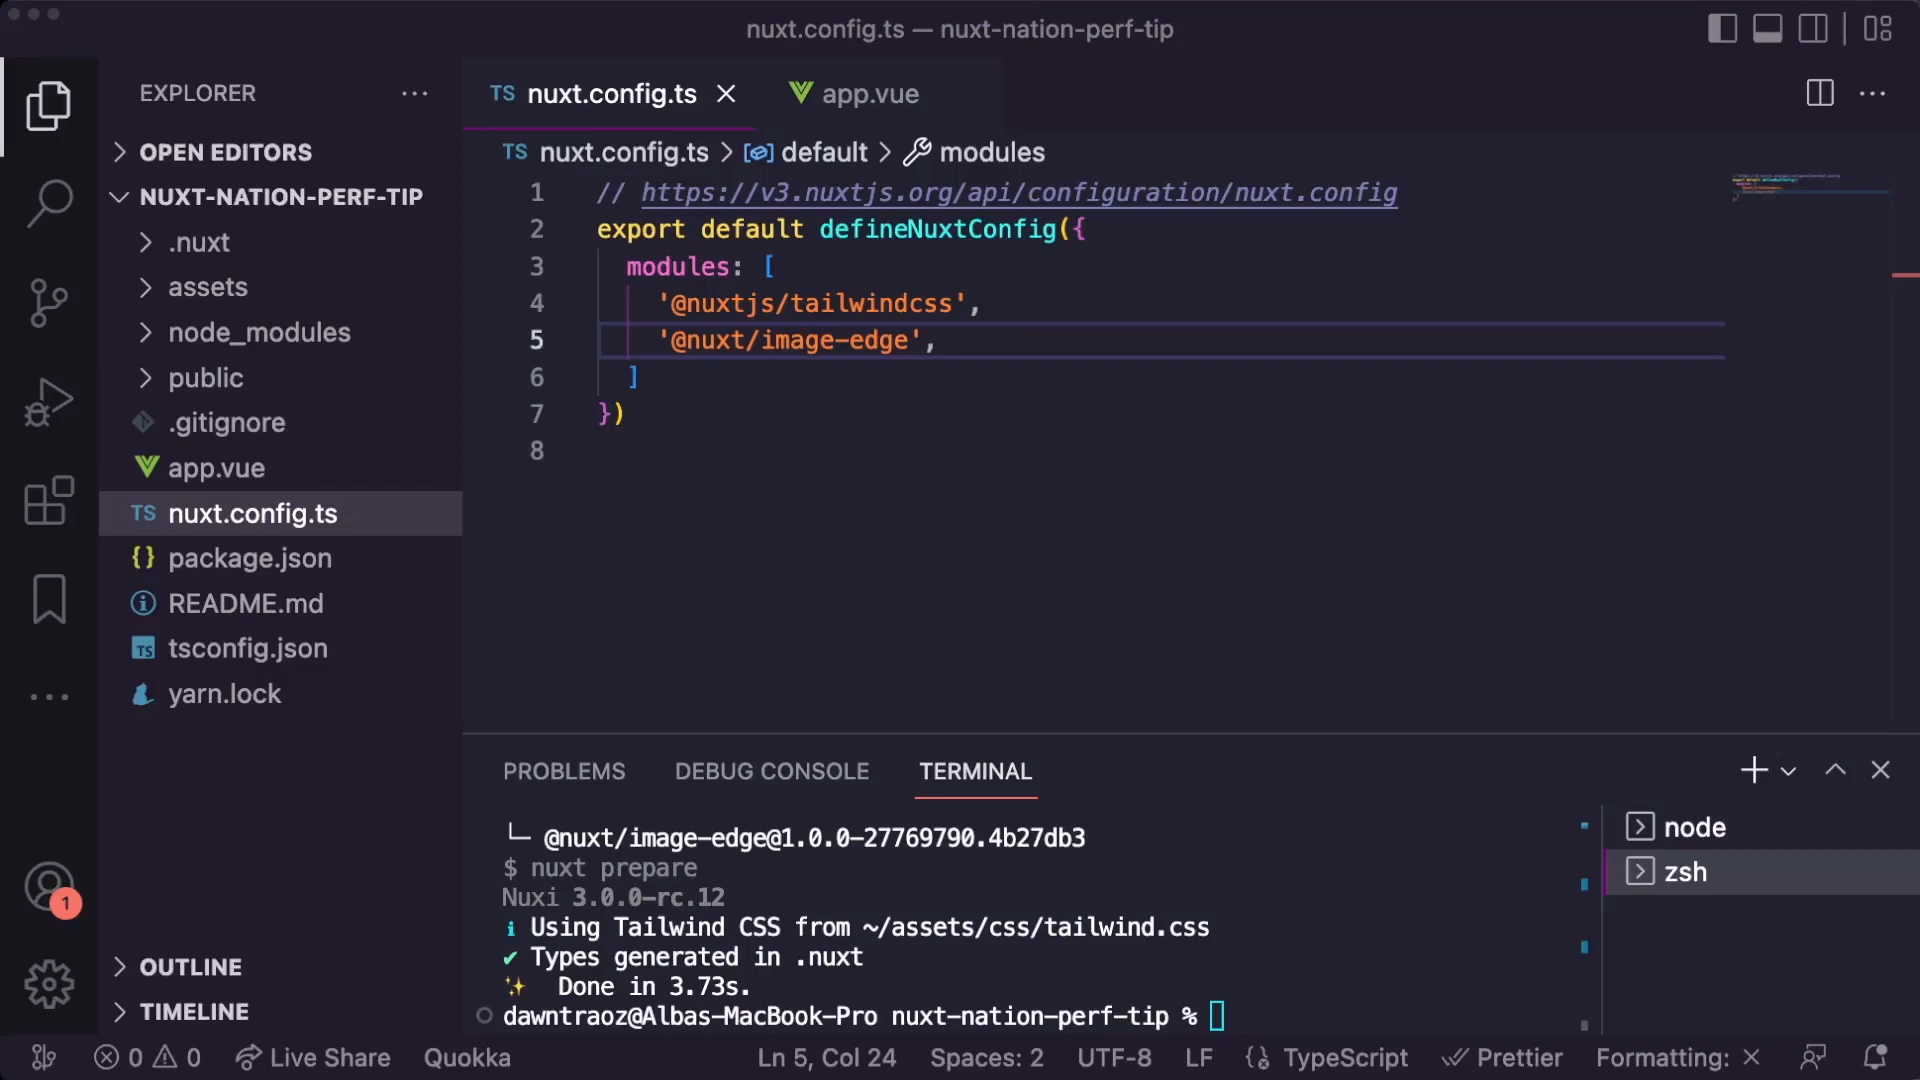 nuxt.config.ts — nuxt-nation-perf-tip
EXPLORER
OPEN EDITORS
NUXT-NATION-PERF-TIP
.nuxt
assets
node_modules
public
.gitignore
app.vue
TS nuxt.config.ts
{} package.json
README.md
TS tsconfig.json
yarn.lock
OUTLINE
TIMELINE
1
TS nuxt.config.ts
app.vue
TS nuxt.config.ts > default > modules
1 // https://v3.nuxtjs.org/api/configuration/nuxt.config
2 export default defineNuxtConfig({
3 modules: [
4 '@nuxtjs/tailwindcss',
5 '@nuxt/image-edge',
6 ]
7 })
8
PROBLEMS DEBUG CONSOLE TERMINAL
└─ @nuxt/image-edge@1.0.0-27769790.4b27db3
$ nuxt prepare
Nuxi 3.0.0-rc.12
ℹ Using Tailwind CSS from ~/assets/css/tailwind.css
✔ Types generated in .nuxt
✨ Done in 3.73s.
dawntraoz@Albas-MacBook-Pro nuxt-nation-perf-tip %
node
zsh
0 0 Live Share Quokka Ln 5, Col 24 Spaces: 2 UTF-8 LF TypeScript Prettier Formatting: ✕